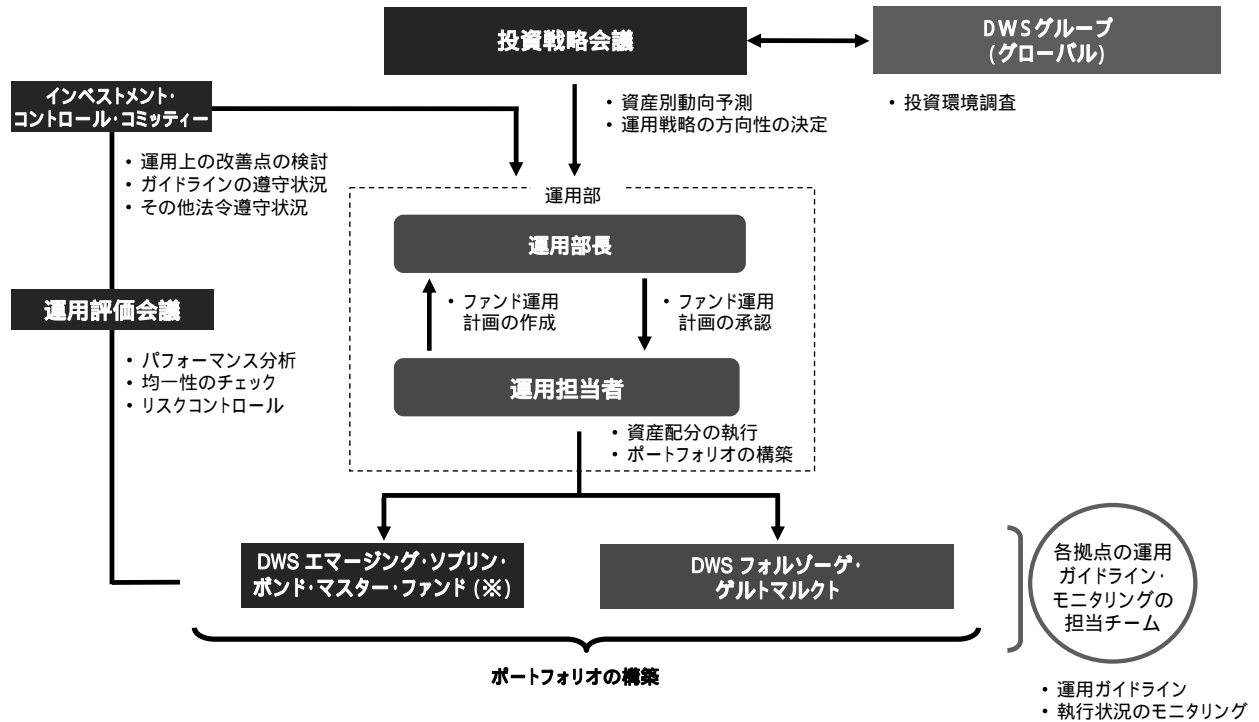 投資戦略会議
DWSグループ
(グローバル)
・ 資産別動向予測
・ 運用戦略の方向性の決定
・ 投資環境調査
インベストメント・
コントロール・コミッティー
・ 運用上の改善点の検討
・ ガイドラインの遵守状況
・ その他法令遵守状況
運用部
運用部長
・ ファンド運用
計画の作成
・ ファンド運用
計画の承認
運用評価会議
・ パフォーマンス分析
・ 均一性のチェック
・ リスクコントロール
運用担当者
・ 資産配分の執行
・ ポートフォリオの構築
DWS エマージング・ソブリン・
ボンド・マスター・ファンド (※)
DWS フォルゾーゲ・
ゲルトマルクト
各拠点の運用
ガイドライン・
モニタリングの
担当チーム
ポートフォリオの構築
・ 運用ガイドライン
・ 執行状況のモニタリング